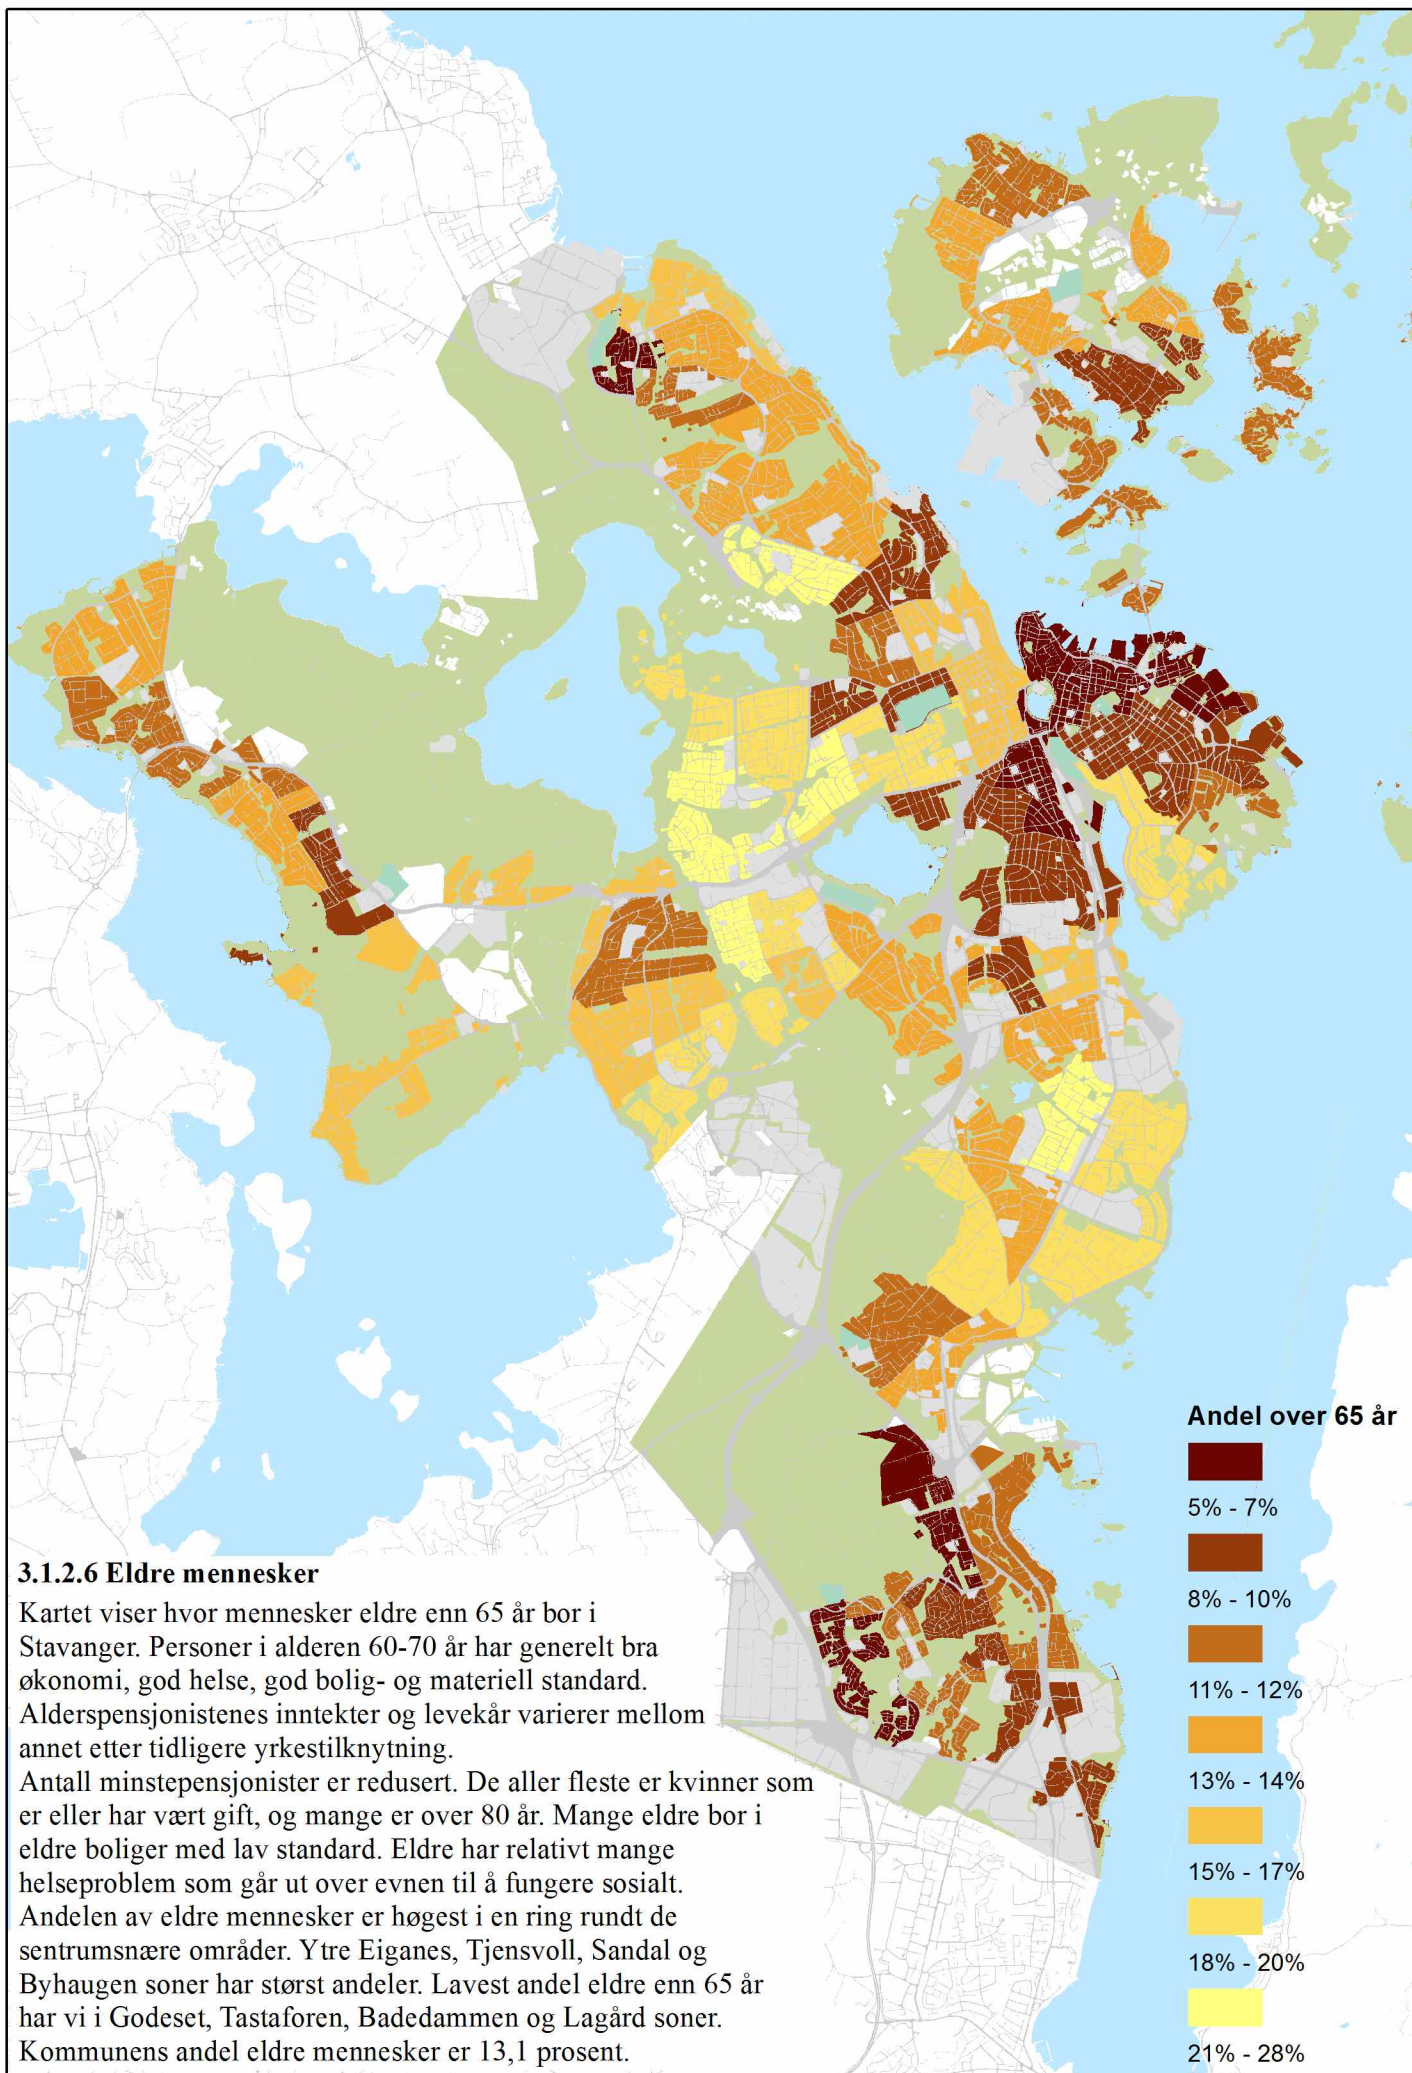 Andel over 65 år
5% - 7%
8% - 10%
11% - 12%
13% - 14%
15% - 17%
18% - 20%
21% - 28%
3.1.2.6 Eldre mennesker
Kartet viser hvor mennesker eldre enn 65 år bor i
Stavanger. Personer i alderen 60-70 år har generelt bra
økonomi, god helse, god bolig- og materiell standard.
Alderspensjonistenes inntekter og levekår varierer mellom
annet etter tidligere yrkestilknytning.
Antall minstepensjonister er redusert. De aller fleste er kvinner som
er eller har vært gift, og mange er over 80 år. Mange eldre bor i
eldre boliger med lav standard. Eldre har relativt mange
helseproblem som går ut over evnen til å fungere sosialt.
Andelen av eldre mennesker er høgest i en ring rundt de
sentrumsnære områder. Ytre Eiganes, Tjensvoll, Sandal og
Byhaugen soner har størst andeler. Lavest andel eldre enn 65 år
har vi i Godeset, Tastaforen, Badedammen og Lagård soner.
Kommunens andel eldre mennesker er 13,1 prosent.